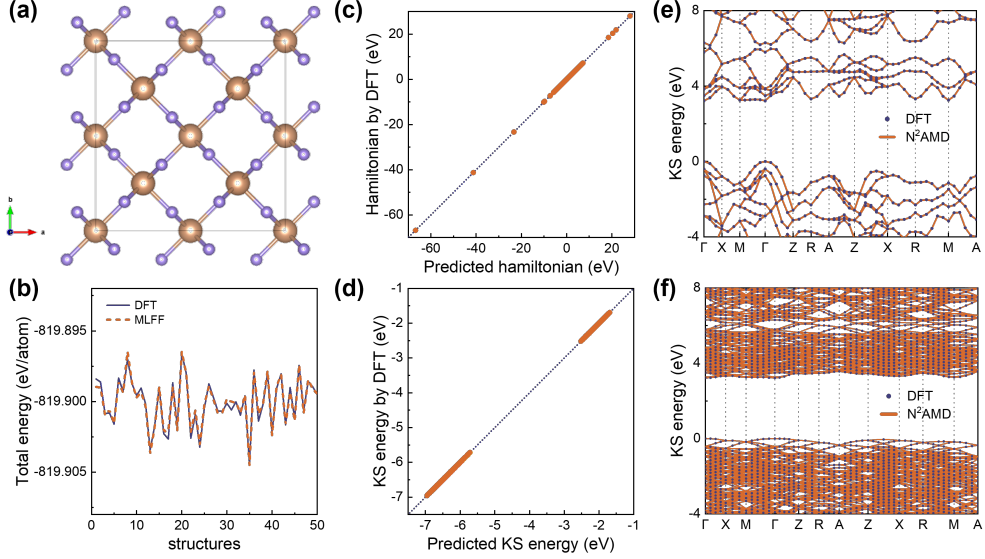 (a)
b
a
(b)
DFT
MLFF
Total energy (eV/atom)
-819.895
-819.900
-819.905
0 10 20 30 40 50
structures
(c)
Hamiltonian by DFT (eV)
20
0
-20
-40
-60
-60 -40 -20 0 20
Predicted hamiltonian (eV)
(d)
KS energy by DFT (eV)
-1
-2
-3
-4
-5
-6
-7
-7 -6 -5 -4 -3 -2 -1
Predicted KS energy (eV)
(e)
KS energy (eV)
8
4
0
-4
DFT
N²AMD
Γ X M Γ Z R A Z X R M A
(f)
KS energy (eV)
8
4
0
-4
DFT
N²AMD
Γ X M Γ Z R A Z X R M A